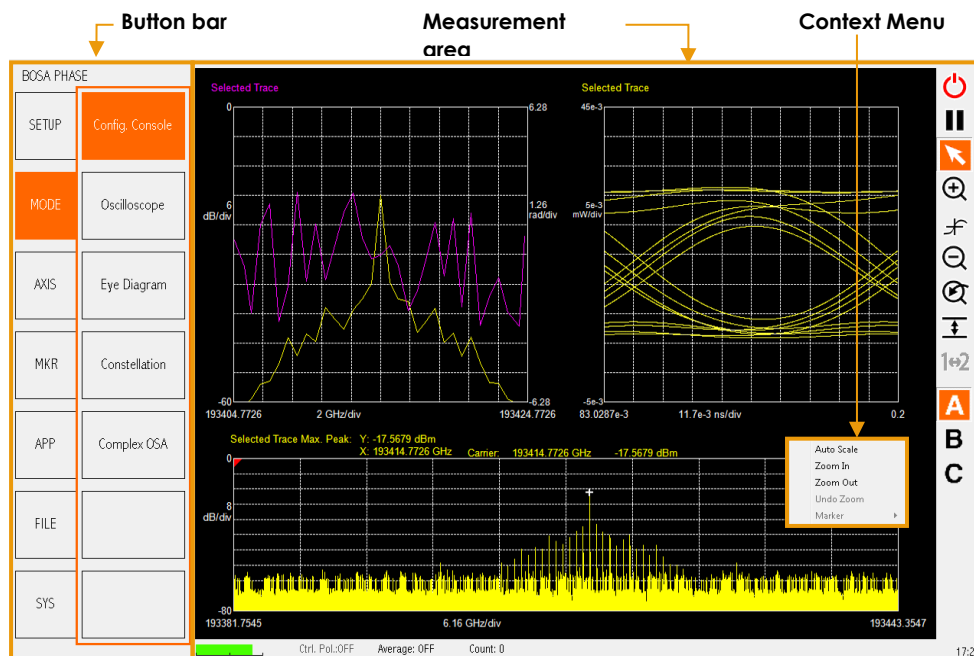 Button bar
Measurement area
Context Menu
BOSA PHASE
SETUP
Config. Console
MODE
Oscilloscope
AXIS
Eye Diagram
MKR
Constellation
APP
Complex OSA
FILE
SYS
Selected Trace
0
6.28
6
dB/div
1.26
rad/div
-60
-6.28
193404.7726
2 GHz/div
193424.7726
Selected Trace
45e-3
5e-3
mW/div
-5e-3
83.0287e-3
11.7e-3 ns/div
0.2
Selected Trace Max. Peak: Y: -17.5679 dBm
X: 193414.7726 GHz Carrier: 193414.7726 GHz -17.5679 dBm
0
8
dB/div
-80
193381.7545
6.16 GHz/div
193443.3547
Auto Scale
Zoom In
Zoom Out
Undo Zoom
Marker
1⇔2
A
B
C
Ctrl. Pol.:OFF Average: OFF Count: 0
17:2